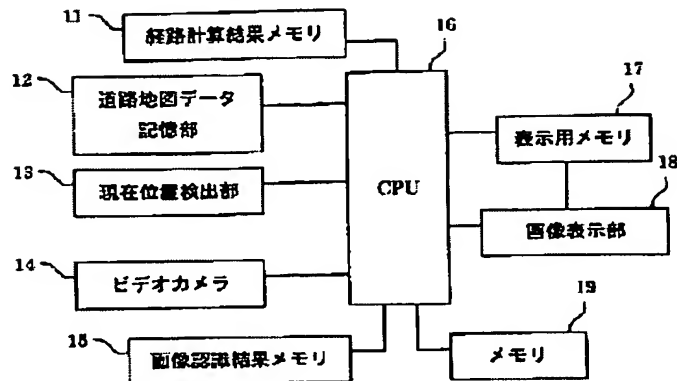 11
経路計算結果メモリ
16
12
道路地図データ
記憶部
17
表示用メモリ
13
現在位置検出部
CPU
18
画像表示部
14
ビデオカメラ
19
15
画像認識結果メモリ
メモリ